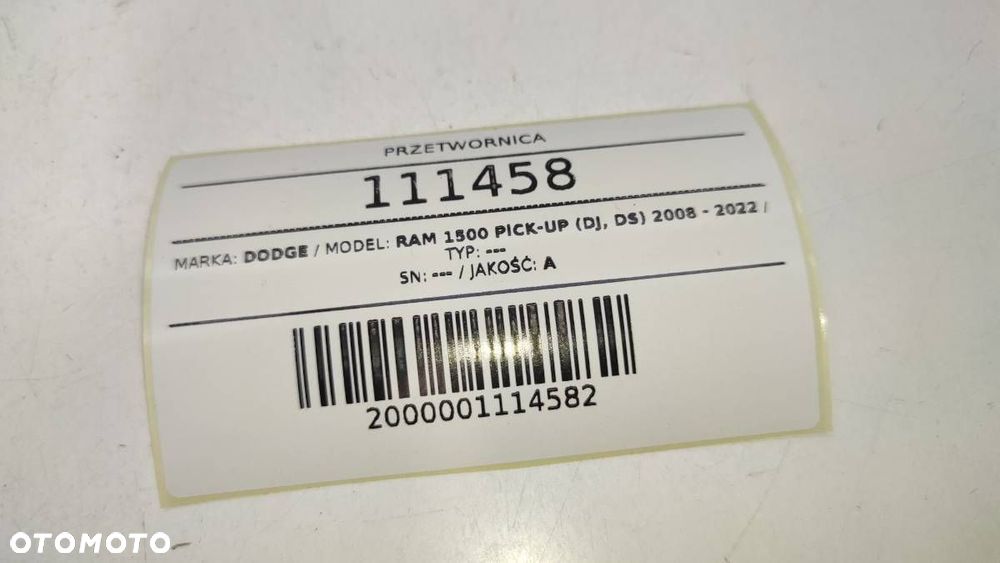 PRZETWORNICA
111458
MARKA: DODGE / MODEL: RAM 1500 PICK-UP (DJ, DS) 2008 - 2022 /
TYP: ---
SN: --- / JAKOŚĆ: A
2000001114582
OTOMOTO